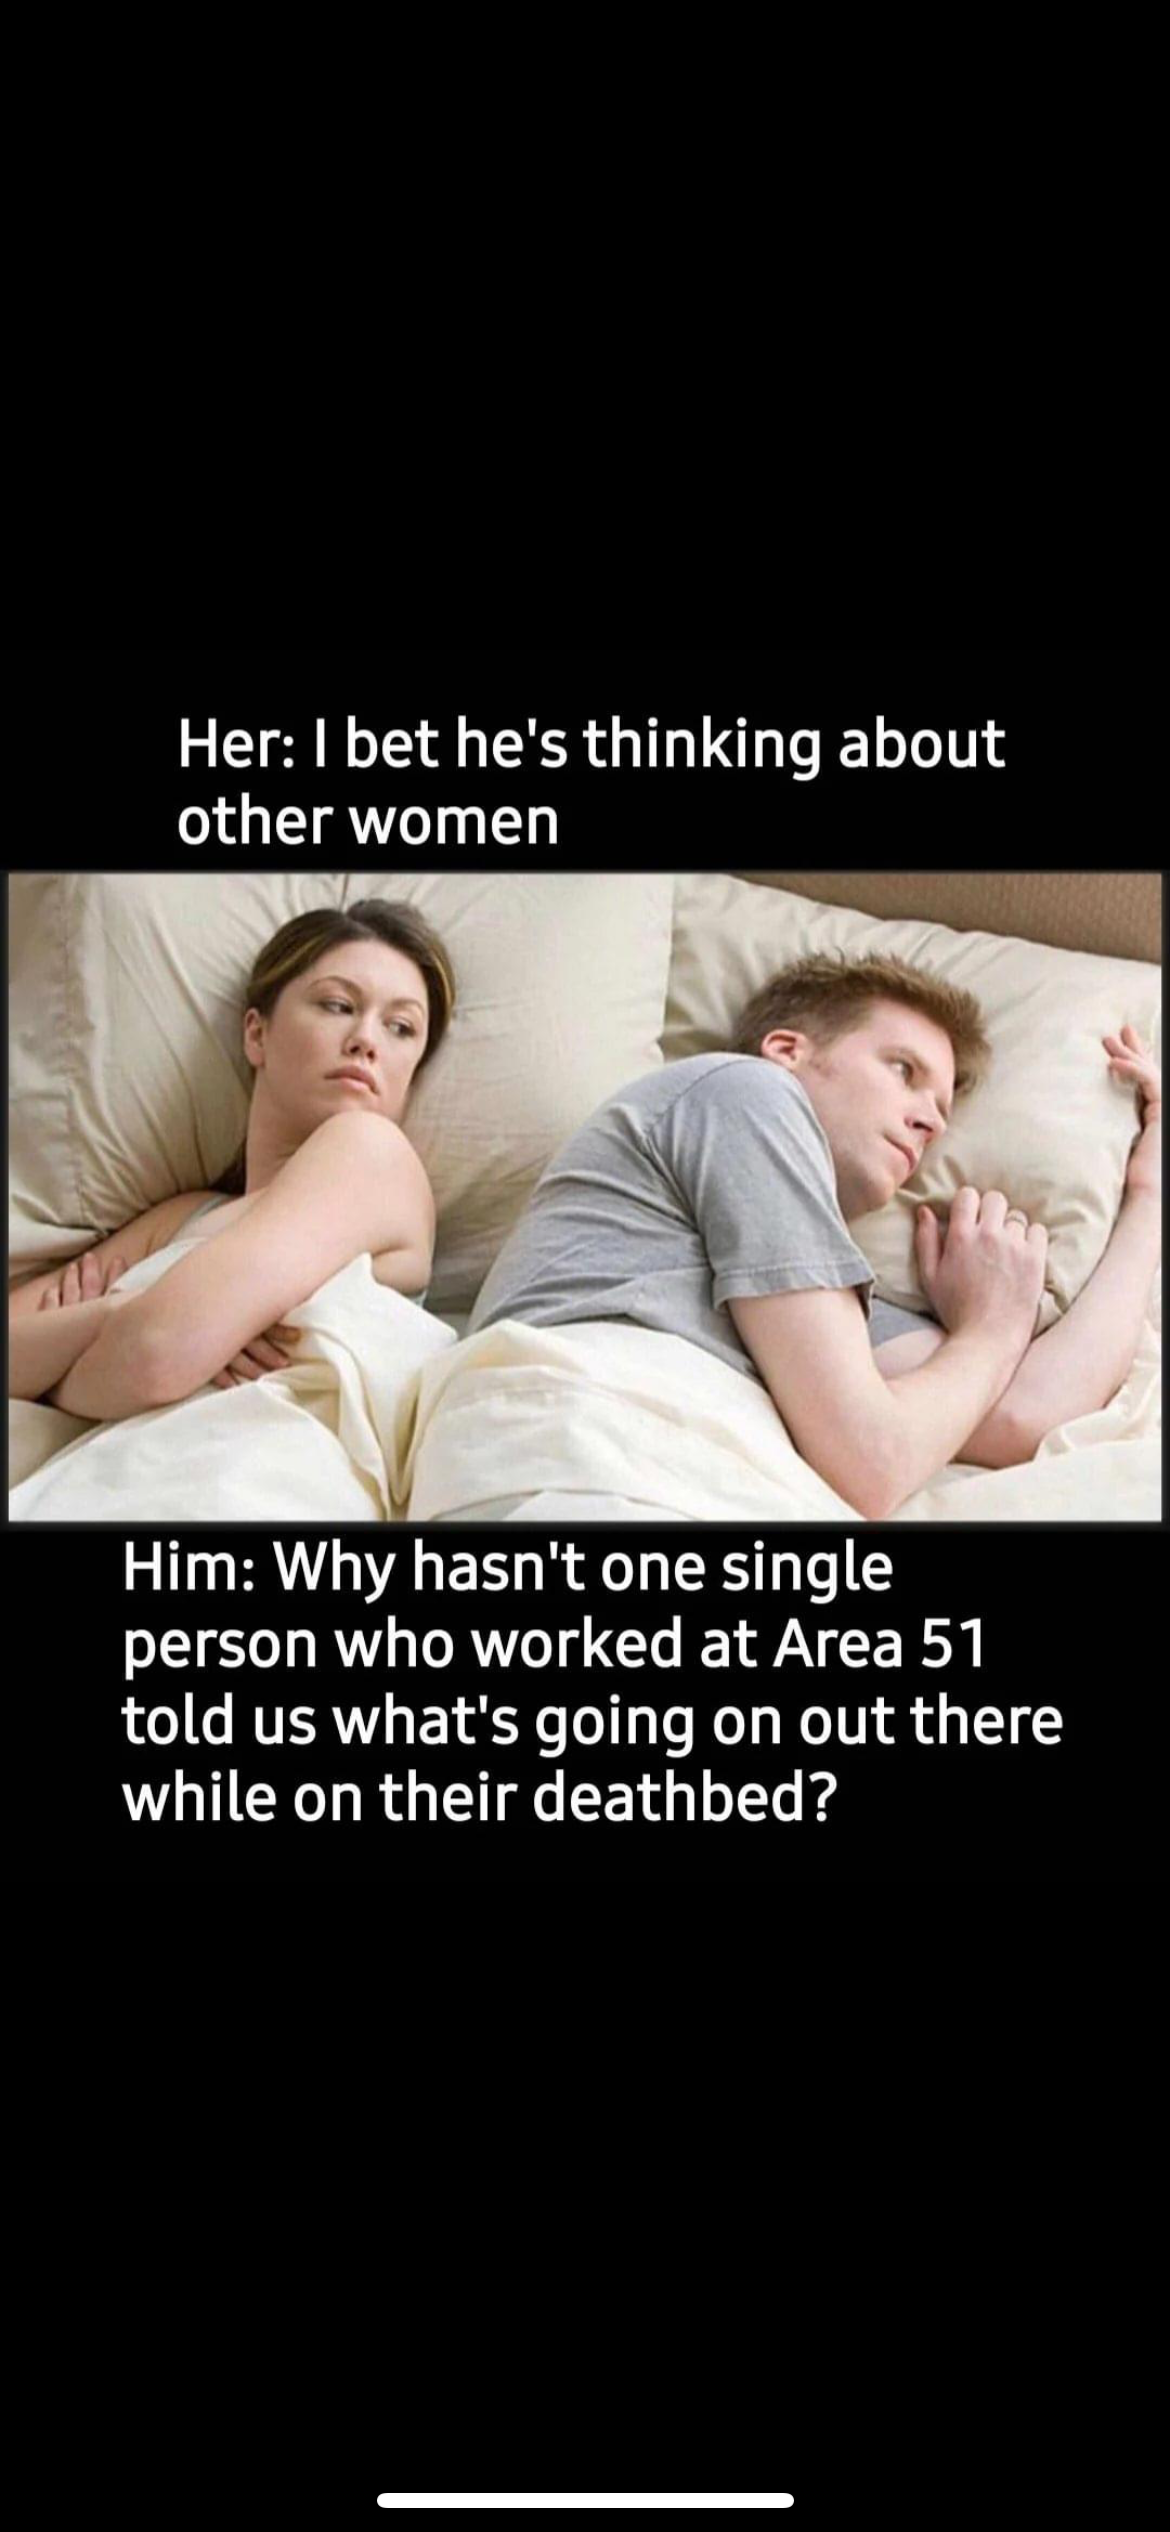 Her: I bet he's thinking about
other women
Him: Why hasn't one single
person who worked at Area 51
told us what's going on out there
while on their deathbed?